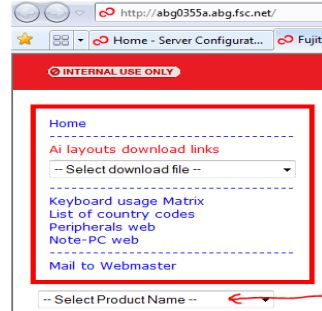 http://abg0355a.abg.fsc.net/
Home - Server Configurat...
Fujit
INTERNAL USE ONLY
Home
Ai layouts download links
-- Select download file --
Keyboard usage Matrix
List of country codes
Peripherals web
Note-PC web
Mail to Webmaster
-- Select Product Name --